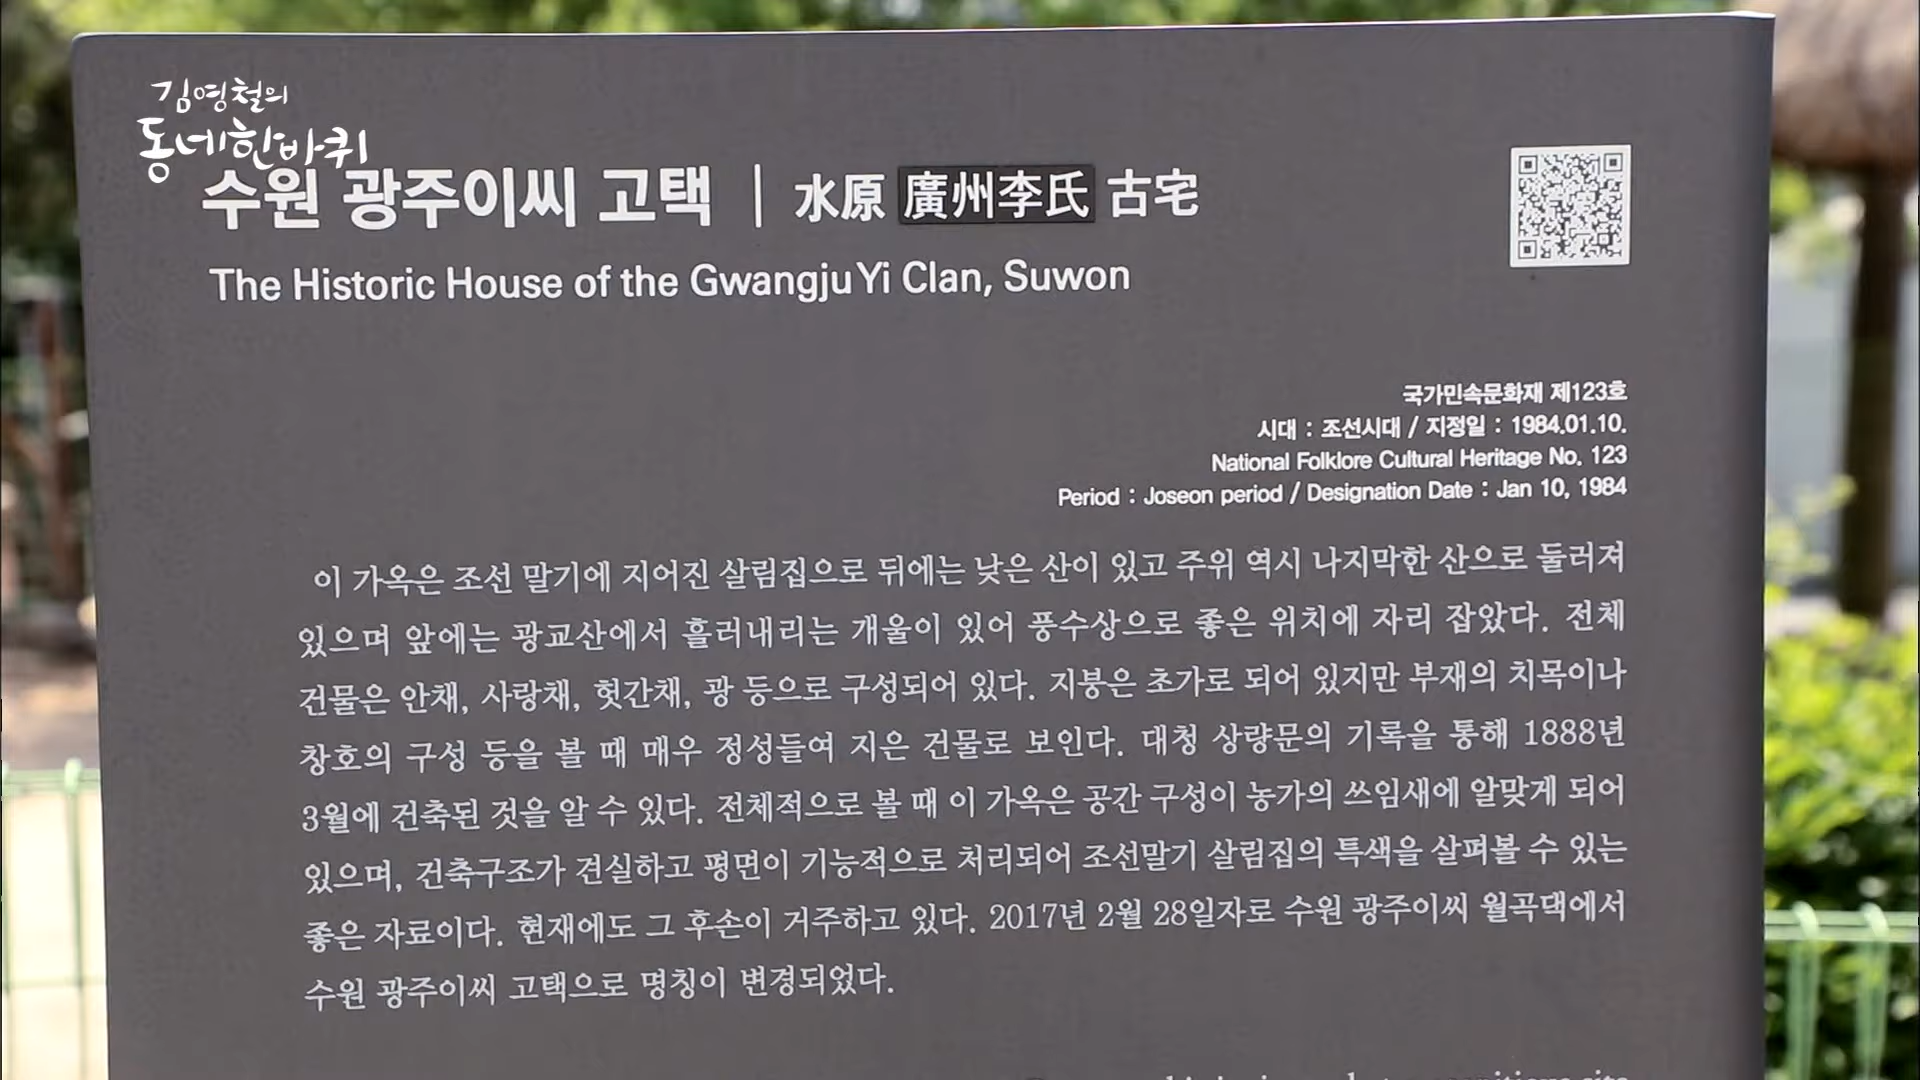 김영철의
동네한바퀴
수원 광주이씨 고택 | 水原 廣州李氏 古宅
The Historic House of the Gwangju Yi Clan, Suwon
국가민속문화재 제123호
시대 : 조선시대 / 지정일 : 1984.01.10.
National Folklore Cultural Heritage No. 123
Period : Joseon period / Designation Date : Jan 10, 1984
이 가옥은 조선 말기에 지어진 살림집으로 뒤에는 낮은 산이 있고 주위 역시 나지막한 산으로 둘러져
있으며 앞에는 광교산에서 흘러내리는 개울이 있어 풍수상으로 좋은 위치에 자리 잡았다. 전체
건물은 안채, 사랑채, 헛간채, 광 등으로 구성되어 있다. 지붕은 초가로 되어 있지만 부재의 치목이나
창호의 구성 등을 볼 때 매우 정성들여 지은 건물로 보인다. 대청 상량문의 기록을 통해 1888년
3월에 건축된 것을 알 수 있다. 전체적으로 볼 때 이 가옥은 공간 구성이 농가의 쓰임새에 알맞게 되어
있으며, 건축구조가 견실하고 평면이 기능적으로 처리되어 조선말기 살림집의 특색을 살펴볼 수 있는
좋은 자료이다. 현재에도 그 후손이 거주하고 있다. 2017년 2월 28일자로 수원 광주이씨 월곡댁에서
수원 광주이씨 고택으로 명칭이 변경되었다.